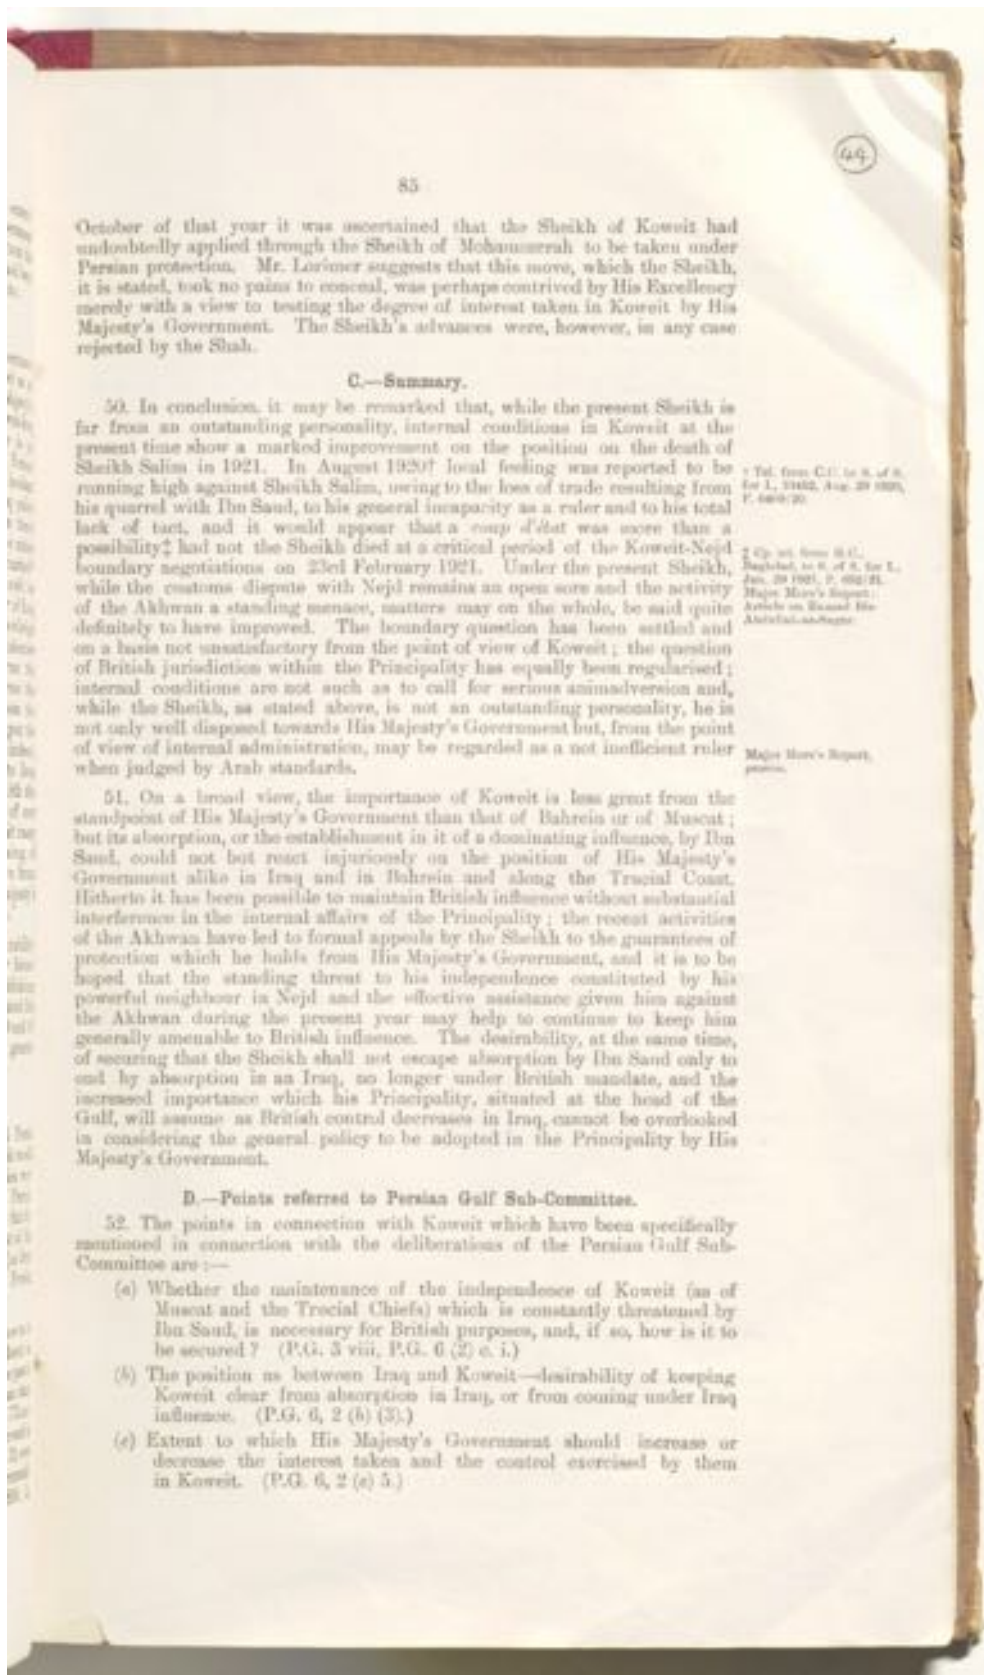 49
85
October of that year it was ascertained that the Sheikh of Koweit had
undoubtedly applied through the Sheikh of Mohammerah to be taken under
Persian protection. Mr. Lorimer suggests that this move, which the Sheikh,
it is stated, took no pains to conceal, was perhaps contrived by His Excellency
merely with a view to testing the degree of interest taken in Koweit by His
Majesty's Government. The Sheikh's advances were, however, in any case
rejected by the Shah.
C.—Summary.
50. In conclusion, it may be remarked that, while the present Sheikh is
far from an outstanding personality, internal conditions in Koweit at the
present time show a marked improvement on the position on the death of
Sheikh Salim in 1921. In August 1920† local feeling was reported to be
running high against Sheikh Salim, owing to the loss of trade resulting from
his quarrel with Ibn Saud, to his general incapacity as a ruler and to his total
lack of tact, and it would appear that a coup d'état was more than a
possibility‡ had not the Sheikh died at a critical period of the Koweit-Nejd
boundary negotiations on 23rd February 1921. Under the present Sheikh,
while the customs dispute with Nejd remains an open sore and the activity
of the Akhwan a standing menace, matters may on the whole, be said quite
definitely to have improved. The boundary question has been settled and
on a basis not unsatisfactory from the point of view of Koweit; the question
of British jurisdiction within the Principality has equally been regularised;
internal conditions are not such as to call for serious animadversion and,
while the Sheikh, as stated above, is not an outstanding personality, he is
not only well disposed towards His Majesty's Government but, from the point
of view of internal administration, may be regarded as a not inefficient ruler
when judged by Arab standards.
† Tel. from C.C. to S. of S.
for I., Aug. 29 1920,
P.
‡ Cp. tel. from H.C.,
Baghdad, to S. of S. for I.,
Jan. 29 1921, P.
Major More's Report:
Article on Hamad bin
Abdullah-as-Sagar.
Major More's Report,
passim.
51. On a broad view, the importance of Koweit is less great from the
standpoint of His Majesty's Government than that of Bahrein or of Muscat;
but its absorption, or the establishment in it of a dominating influence, by Ibn
Saud, could not but react injuriously on the position of His Majesty's
Government alike in Iraq and in Bahrein and along the Trucial Coast.
Hitherto it has been possible to maintain British influence without substantial
interference in the internal affairs of the Principality; the recent activities
of the Akhwan have led to formal appeals by the Sheikh to the guarantees of
protection which he holds from His Majesty's Government, and it is to be
hoped that the standing threat to his independence constituted by his
powerful neighbour in Nejd and the effective assistance given him against
the Akhwan during the present year may help to continue to keep him
generally amenable to British influence. The desirability, at the same time,
of securing that the Sheikh shall not escape absorption by Ibn Saud only to
end by absorption in an Iraq, no longer under British mandate, and the
increased importance which his Principality, situated at the head of the
Gulf, will assume as British control decreases in Iraq, cannot be overlooked
in considering the general policy to be adopted in the Principality by His
Majesty's Government.
D.—Points referred to Persian Gulf Sub-Committee.
52. The points in connection with Koweit which have been specifically
mentioned in connection with the deliberations of the Persian Gulf Sub-
Committee are:—
(a) Whether the maintenance of the independence of Koweit (as of
Muscat and the Trucial Chiefs) which is constantly threatened by
Ibn Saud, is necessary for British purposes, and, if so, how is it to
be secured? (P.G. 3 viii, P.G. 6 (2) c. i.)
(b) The position as between Iraq and Koweit—desirability of keeping
Koweit clear from absorption in Iraq, or from coming under Iraq
influence. (P.G. 6, 2 (b) (3).)
(c) Extent to which His Majesty's Government should increase or
decrease the interest taken and the control exercised by them
in Koweit. (P.G. 6, 2 (e) 5.)